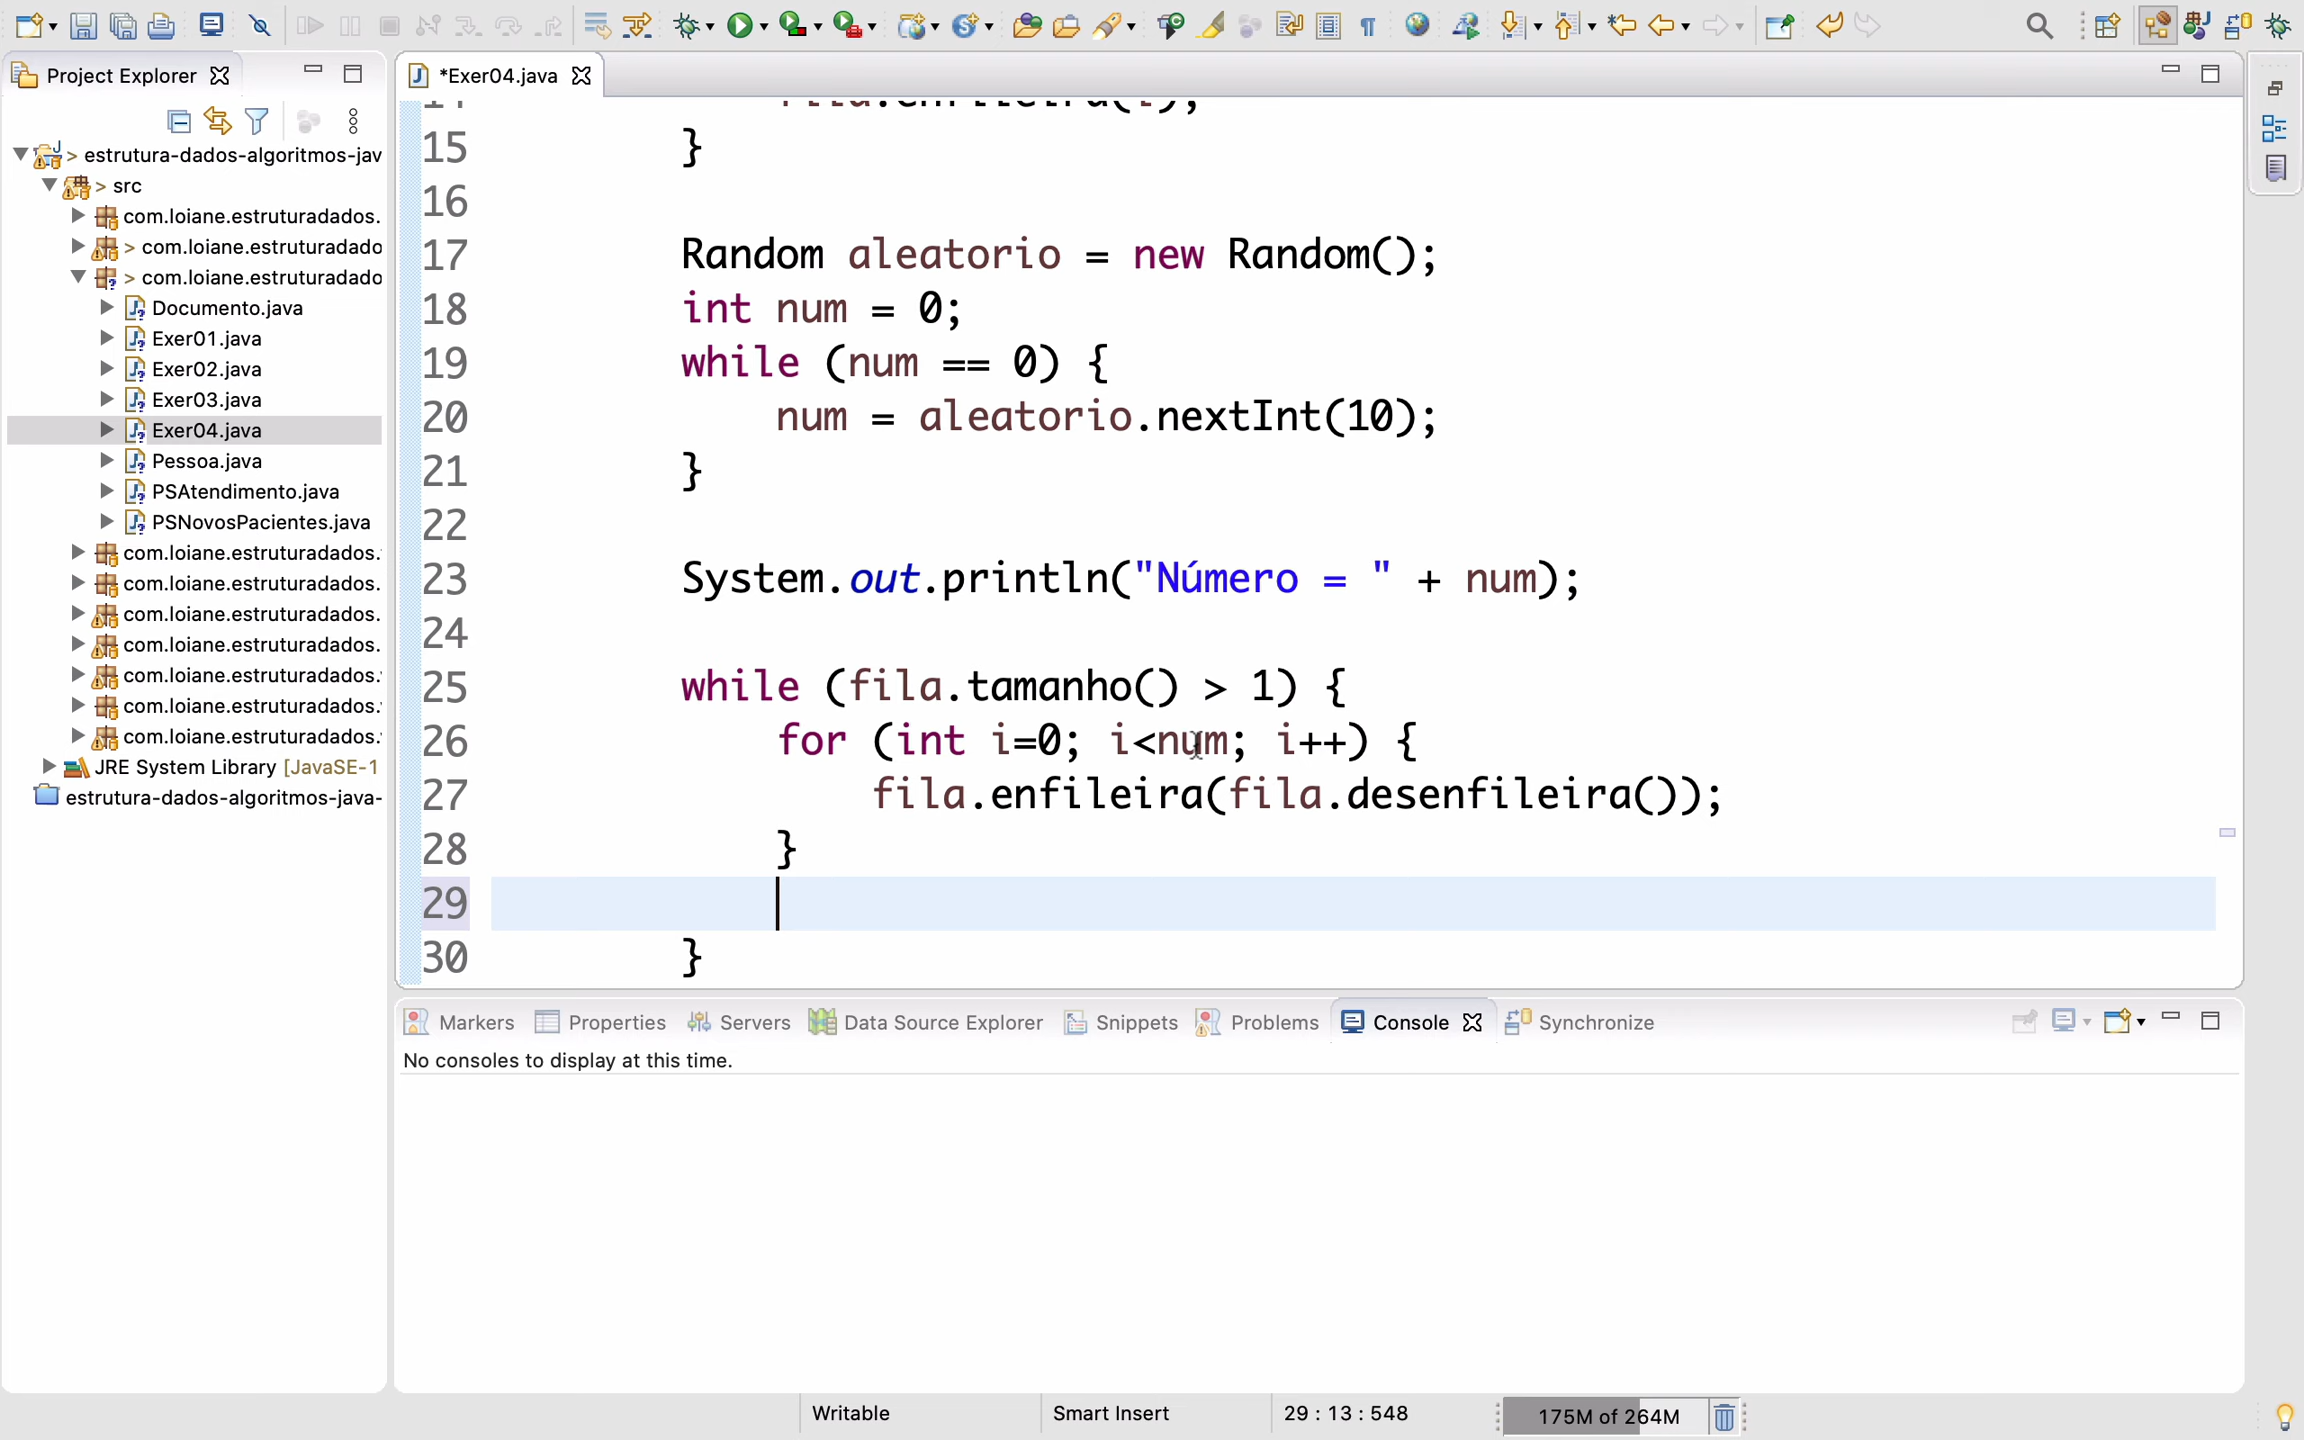 Project Explorer
*Exer04.java
> estrutura-dados-algoritmos-jav
> src
com.loiane.estruturadados.
> com.loiane.estruturadado
> com.loiane.estruturadado
Documento.java
Exer01.java
Exer02.java
Exer03.java
Exer04.java
Pessoa.java
PSAtendimento.java
PSNovosPacientes.java
com.loiane.estruturadados.
com.loiane.estruturadados.
com.loiane.estruturadados.
com.loiane.estruturadados.
com.loiane.estruturadados.
com.loiane.estruturadados.
com.loiane.estruturadados.
JRE System Library [JavaSE-1
estrutura-dados-algoritmos-java-
14 fila.enfileira(i);
15 }
16
17 Random aleatorio = new Random();
18 int num = 0;
19 while (num == 0) {
20 num = aleatorio.nextInt(10);
21 }
22
23 System.out.println("Número = " + num);
24
25 while (fila.tamanho() > 1) {
26 for (int i=0; i<num; i++) {
27 fila.enfileira(fila.desenfileira());
28 }
29
30 }
Markers Properties Servers Data Source Explorer Snippets Problems Console Synchronize
No consoles to display at this time.
Writable Smart Insert 29 : 13 : 548 175M of 264M